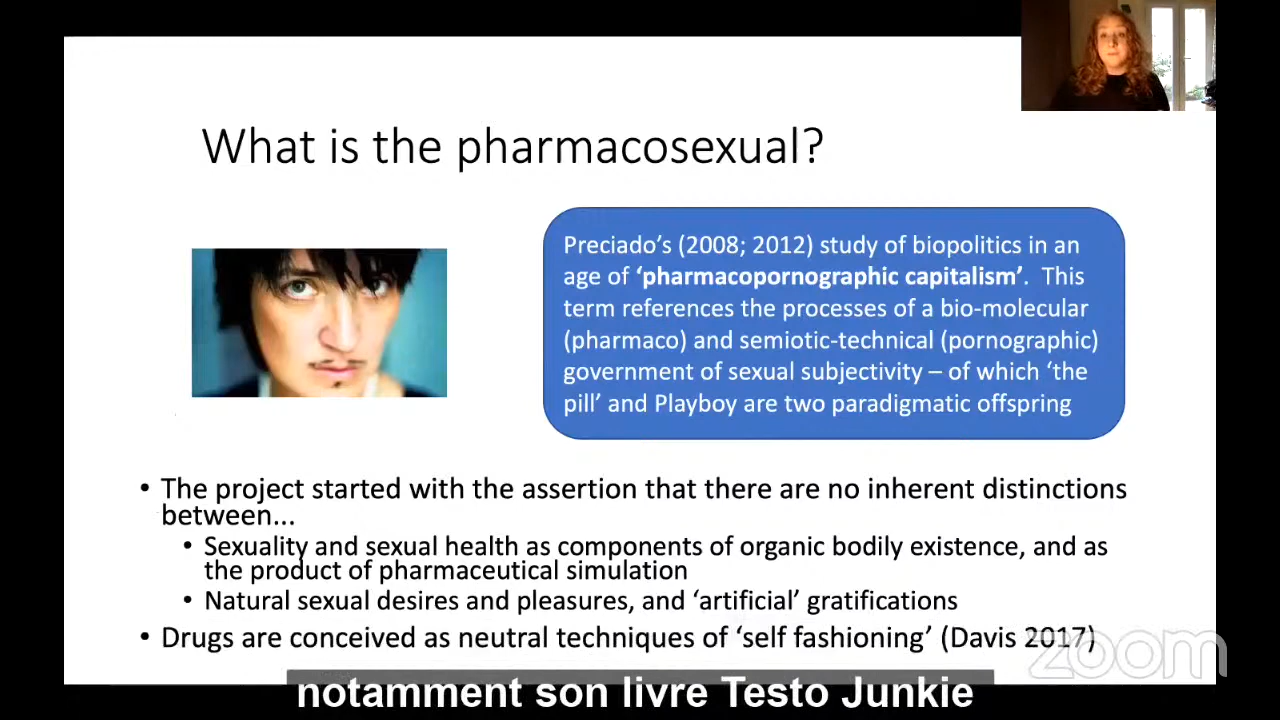 What is the pharmacosexual?
Preciado’s (2008; 2012) study of biopolitics in an
age of ‘pharmacopornographic capitalism’. This
term references the processes of a bio-molecular
(pharmaco) and semiotic-technical (pornographic)
government of sexual subjectivity – of which ‘the
pill’ and Playboy are two paradigmatic offspring
• The project started with the assertion that there are no inherent distinctions
between...
• Sexuality and sexual health as components of organic bodily existence, and as
the product of pharmaceutical simulation
• Natural sexual desires and pleasures, and ‘artificial’ gratifications
• Drugs are conceived as neutral techniques of ‘self fashioning’ (Davis 2017)
zoom
notamment son livre Testo Junkie